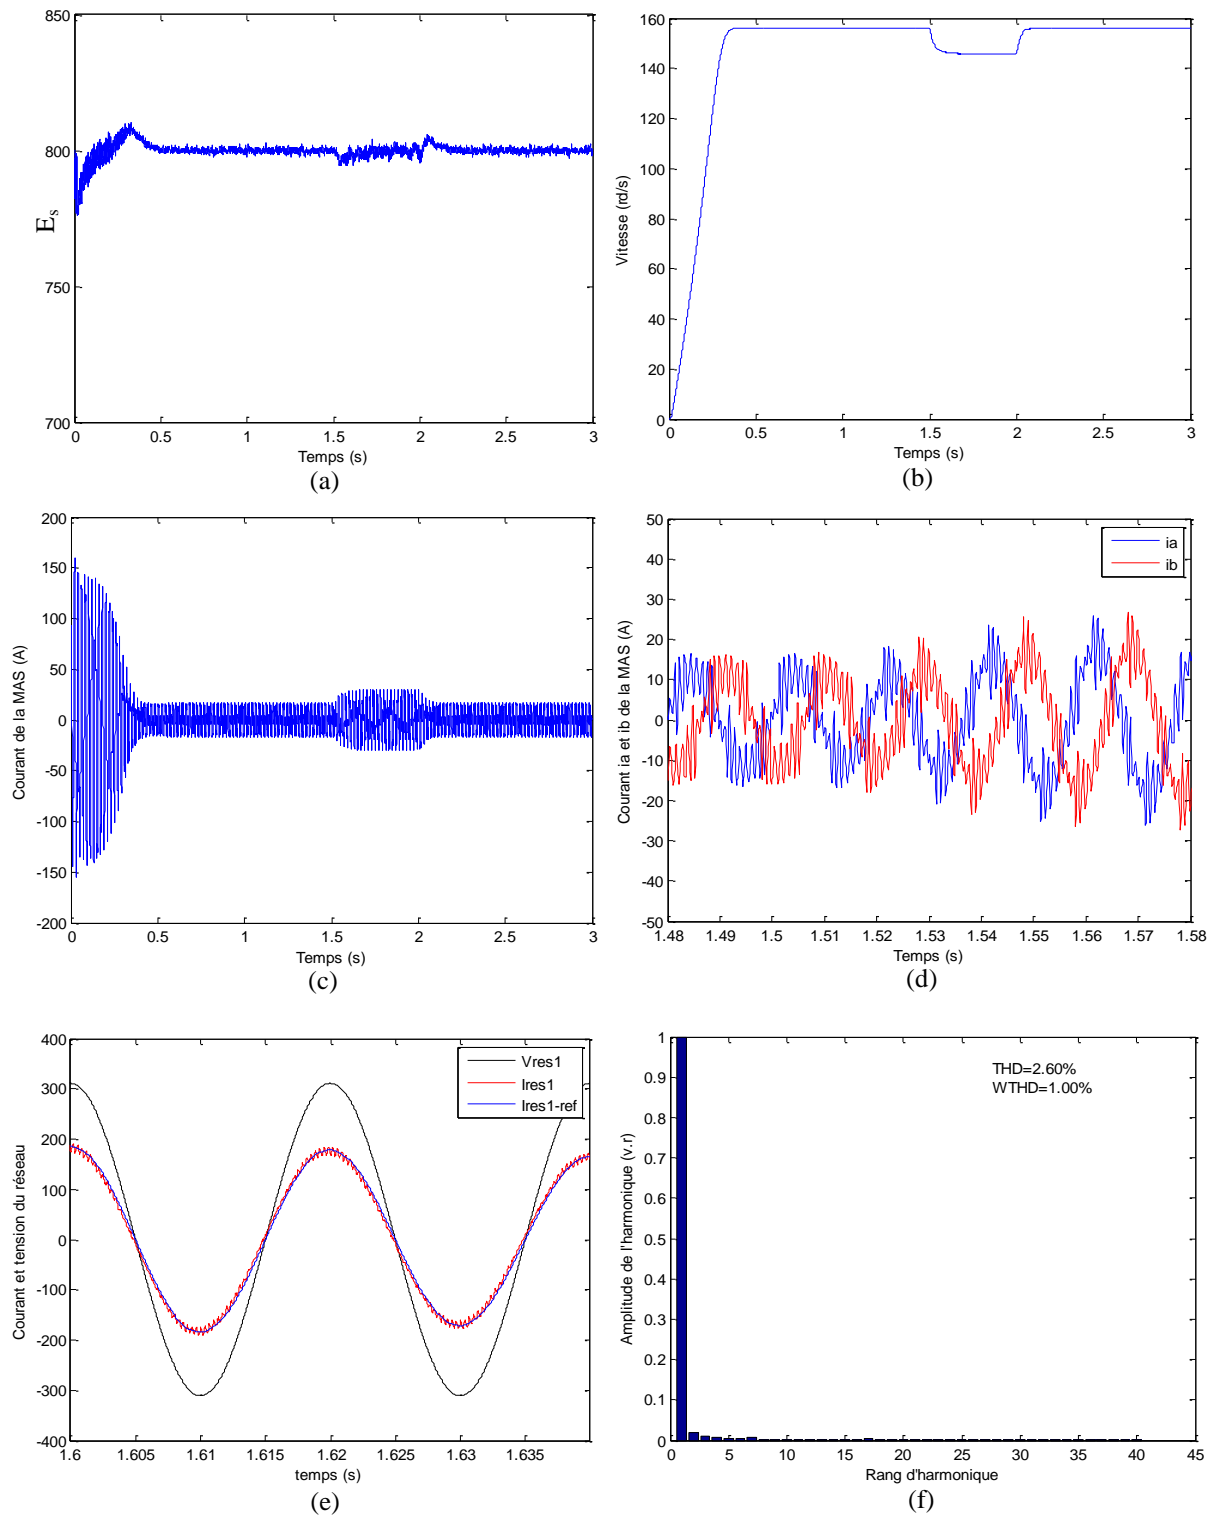 850
800
750
700
E_s
0 0.5 1 1.5 2 2.5 3
Temps (s)
(a)
160
140
120
100
80
60
40
20
0
Vitesse (rd/s)
0 0.5 1 1.5 2 2.5 3
Temps (s)
(b)
200
150
100
50
0
-50
-100
-150
-200
Courant de la MAS (A)
0 0.5 1 1.5 2 2.5 3
Temps (s)
(c)
50
40
30
20
10
0
-10
-20
-30
-40
-50
Courant ia et ib de la MAS (A)
ia
ib
1.48 1.49 1.5 1.51 1.52 1.53 1.54 1.55 1.56 1.57 1.58
Temps (s)
(d)
400
300
200
100
0
-100
-200
-300
-400
Courant et tension du réseau
Vres1
Ires1
Ires1-ref
1.6 1.605 1.61 1.615 1.62 1.625 1.63 1.635
temps (s)
(e)
1
0.9
0.8
0.7
0.6
0.5
0.4
0.3
0.2
0.1
0
Amplitude de l'harmonique (v.r)
THD=2.60%
WTHD=1.00%
0 5 10 15 20 25 30 35 40 45
Rang d'harmonique
(f)